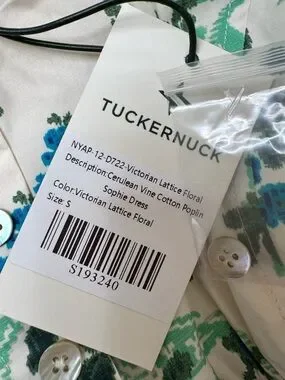 TUCKERNUCK
NYAP-12-D722-Victorian Lattice Floral
Description:Cerulean Vine Cotton Poplin
Sophie Dress
Color:Victorian Lattice Floral
Size: S
S193240